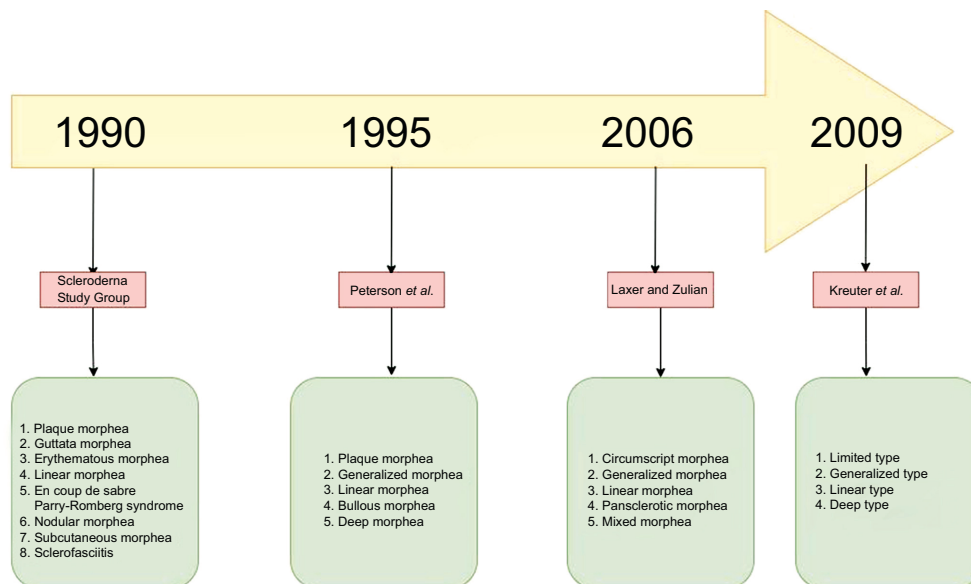 1990
1995
2006
2009
Scleroderna
Study Group
Peterson et al.
Laxer and Zulian
Kreuter et al.
1. Plaque morphea
2. Guttata morphea
3. Erythematous morphea
4. Linear morphea
5. En coup de sabre
Parry-Romberg syndrome
6. Nodular morphea
7. Subcutaneous morphea
8. Sclerofasciitis
1. Plaque morphea
2. Generalized morphea
3. Linear morphea
4. Bullous morphea
5. Deep morphea
1. Circumscript morphea
2. Generalized morphea
3. Linear morphea
4. Pansclerotic morphea
5. Mixed morphea
1. Limited type
2. Generalized type
3. Linear type
4. Deep type